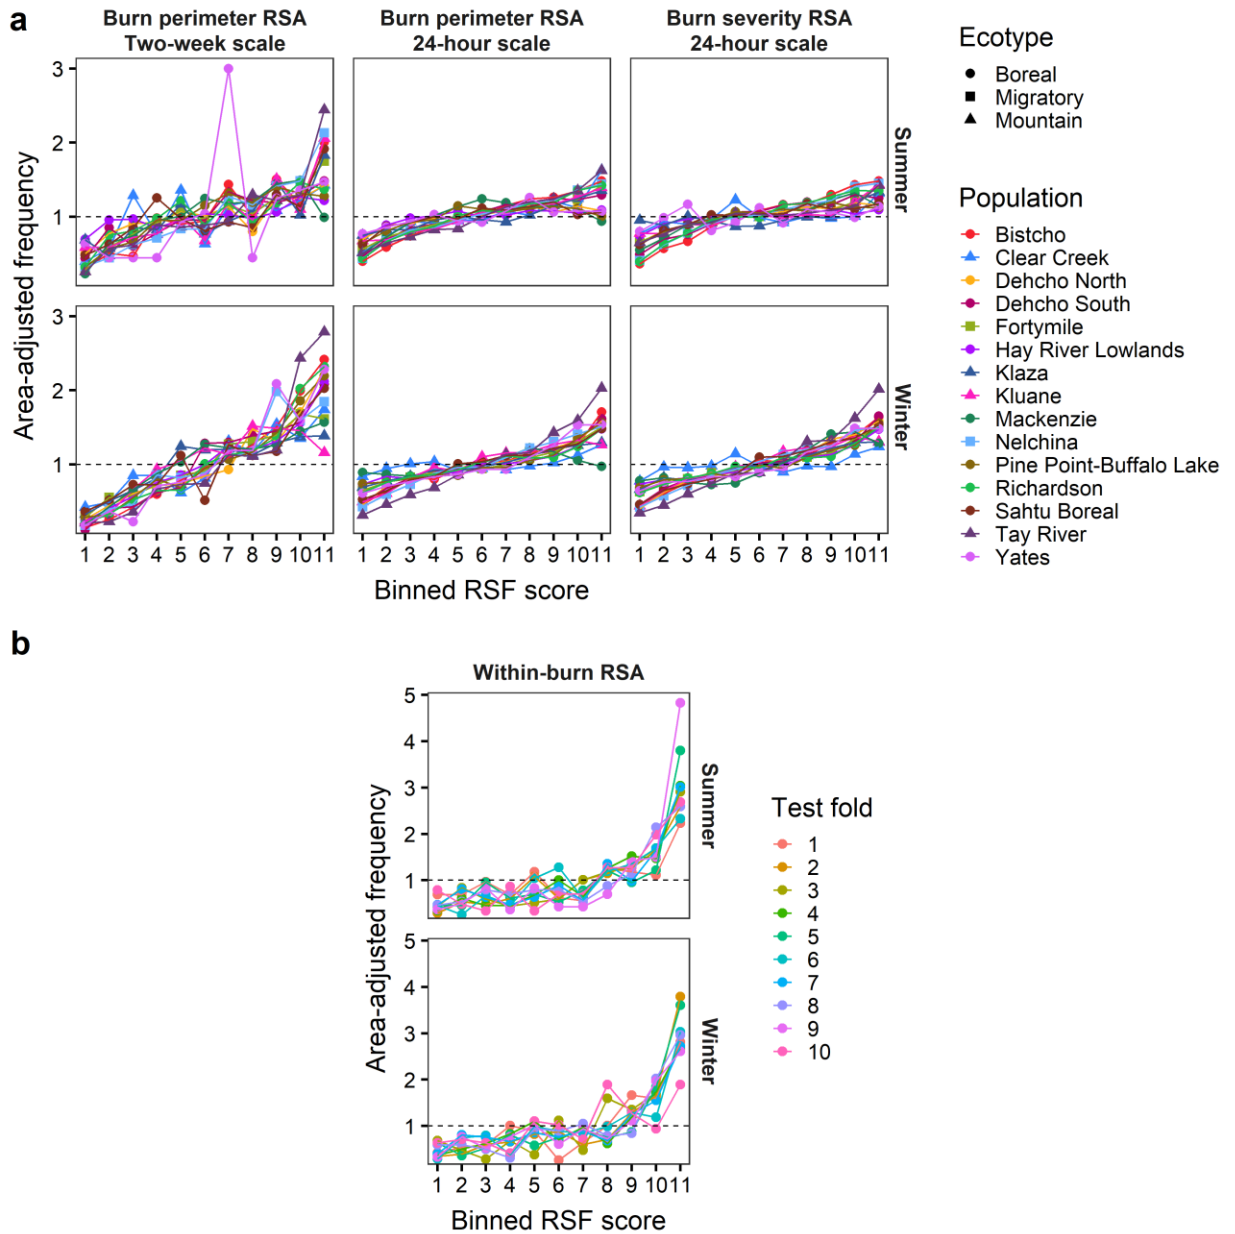 a
Burn perimeter RSA
Two-week scale
Burn perimeter RSA
24-hour scale
Burn severity RSA
24-hour scale
Area-adjusted frequency
3
2
1
Summer
3
2
1
Winter
1 2 3 4 5 6 7 8 9 10 11
1 2 3 4 5 6 7 8 9 10 11
1 2 3 4 5 6 7 8 9 10 11
Binned RSF score
Ecotype
Boreal
Migratory
Mountain
Population
Bistcho
Clear Creek
Dehcho North
Dehcho South
Fortymile
Hay River Lowlands
Klaza
Kluane
Mackenzie
Nelchina
Pine Point-Buffalo Lake
Richardson
Sahtu Boreal
Tay River
Yates
b
Within-burn RSA
Area-adjusted frequency
5
4
3
2
1
Summer
5
4
3
2
1
Winter
1 2 3 4 5 6 7 8 9 10 11
Binned RSF score
Test fold
1
2
3
4
5
6
7
8
9
10